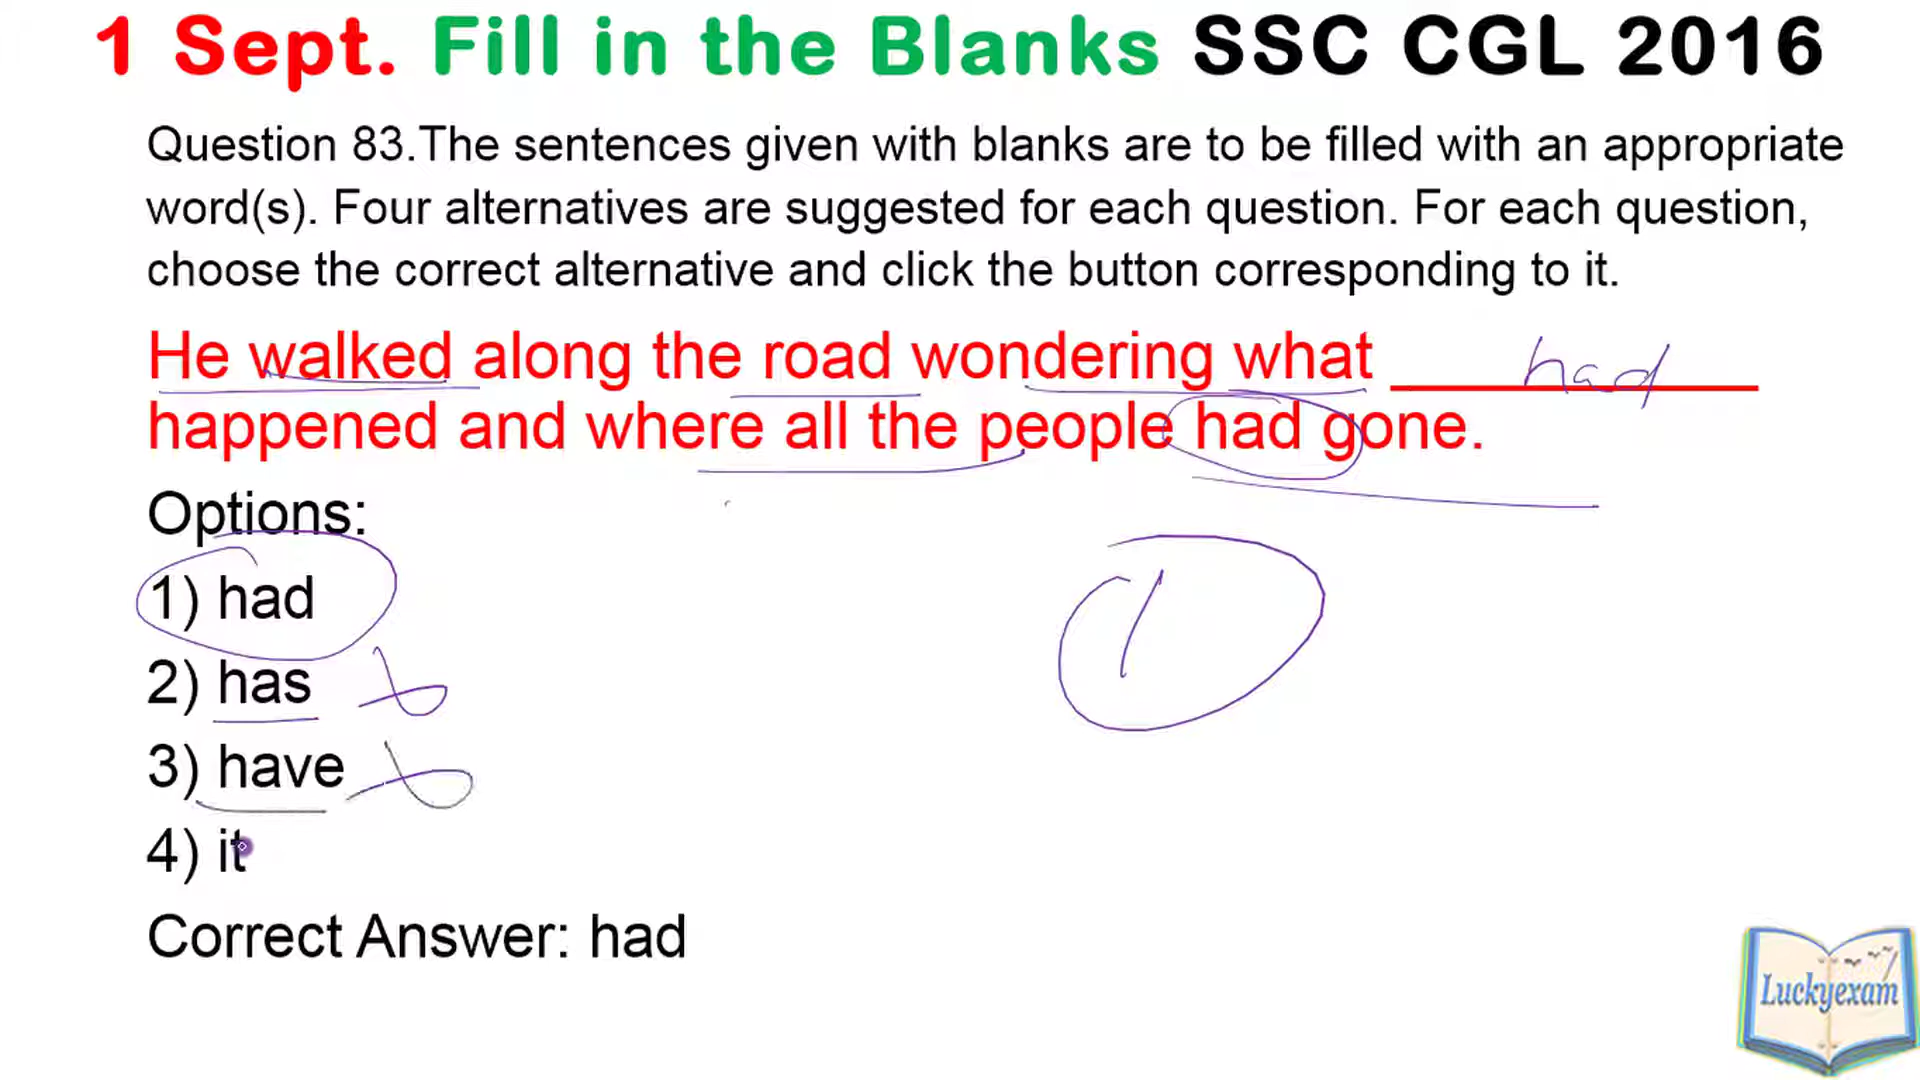 1 Sept. Fill in the Blanks SSC CGL 2016
Question 83.The sentences given with blanks are to be filled with an appropriate
word(s). Four alternatives are suggested for each question. For each question,
choose the correct alternative and click the button corresponding to it.
He walked along the road wondering what had
happened and where all the people had gone.
Options:
1) had
1
2) has
3) have
4) it
Correct Answer: had
Luckyexam